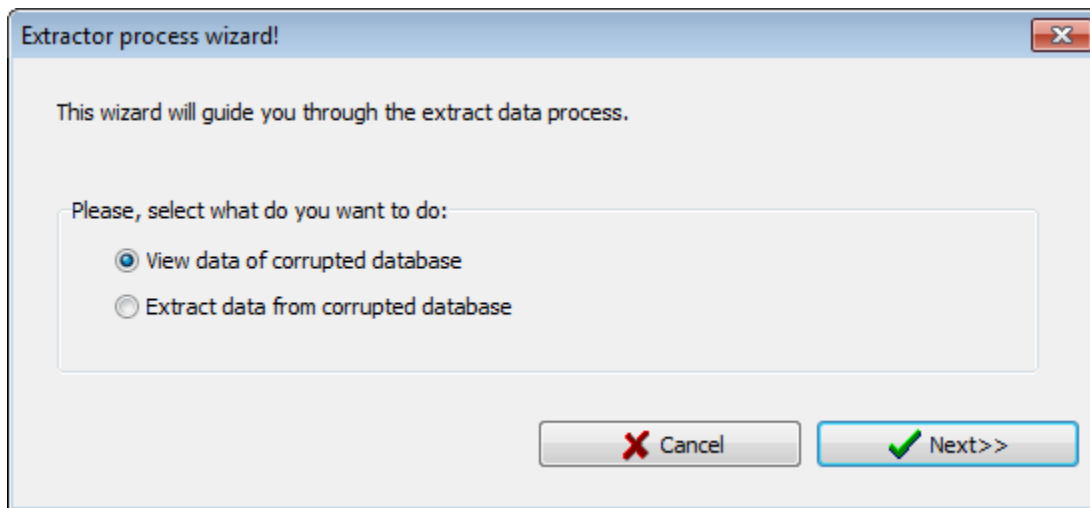 Extractor process wizard!
This wizard will guide you through the extract data process.
Please, select what do you want to do:
View data of corrupted database
Extract data from corrupted database
Cancel
Next>>